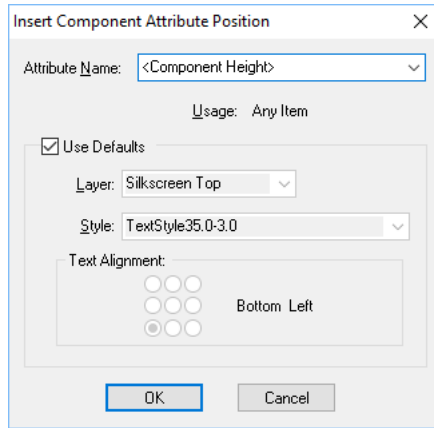 Insert Component Attribute Position
Attribute Name: <Component Height>
Usage: Any Item
Use Defaults
Layer: Silkscreen Top
Style: TextStyle35.0-3.0
Text Alignment:
Bottom Left
OK Cancel